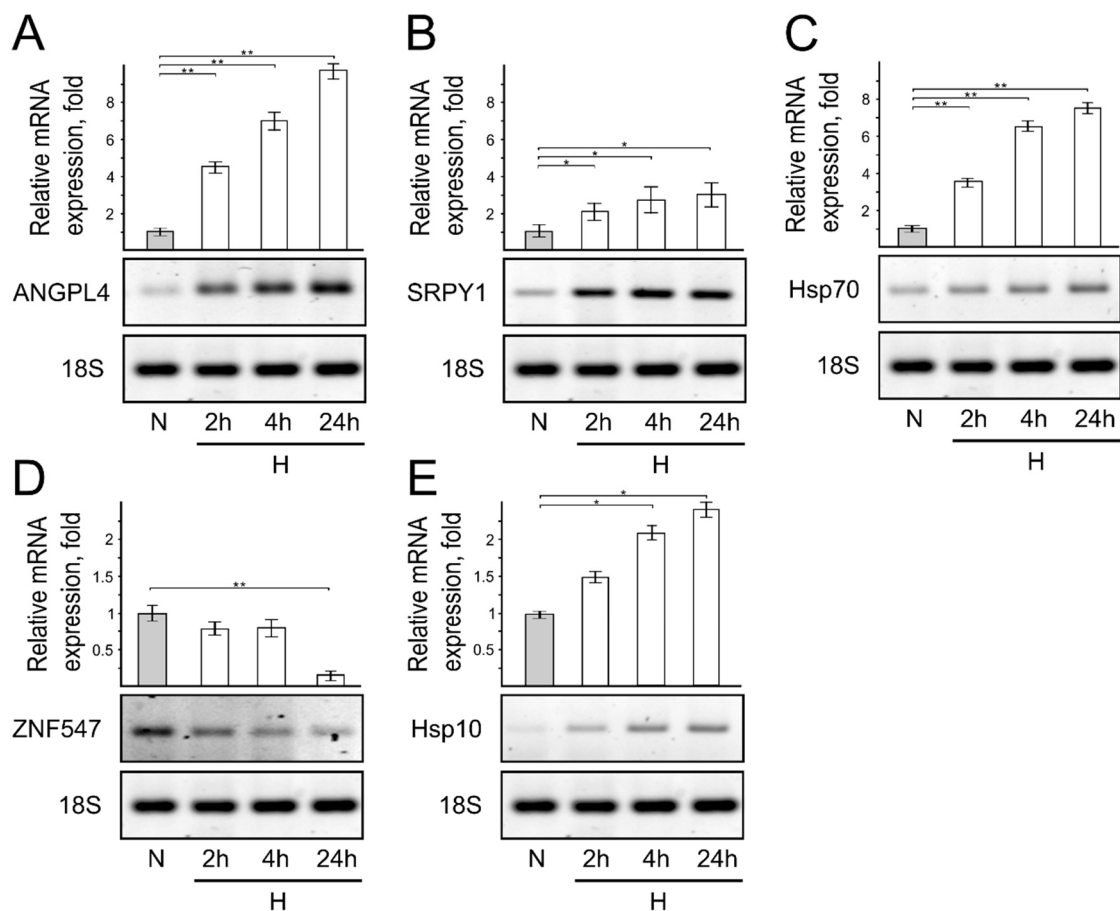 A
Relative mRNA
expression, fold
8
6
4
2
**
**
**
ANGPL4
18S
N 2h 4h 24h
H
B
Relative mRNA
expression, fold
8
6
4
2
*
*
*
SRPY1
18S
N 2h 4h 24h
H
C
Relative mRNA
expression, fold
8
6
4
2
**
**
**
Hsp70
18S
N 2h 4h 24h
H
D
Relative mRNA
expression, fold
2
1.5
1
0.5
**
ZNF547
18S
N 2h 4h 24h
H
E
Relative mRNA
expression, fold
2
1.5
1
0.5
*
*
Hsp10
18S
N 2h 4h 24h
H